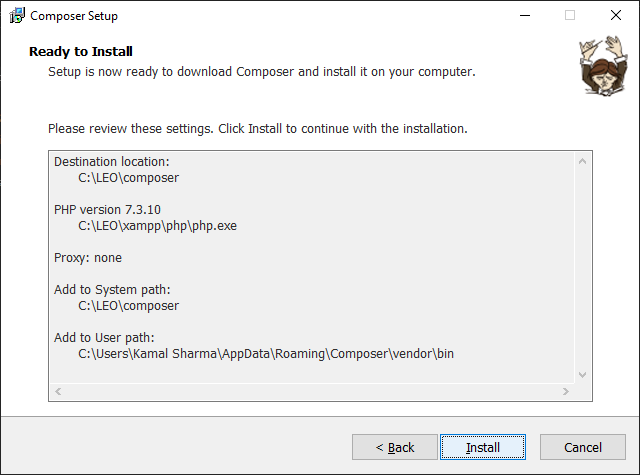 Composer Setup
Ready to Install
Setup is now ready to download Composer and install it on your computer.
Please review these settings. Click Install to continue with the installation.
Destination location:
C:\LEO\composer
PHP version 7.3.10
C:\LEO\xampp\php\php.exe
Proxy: none
Add to System path:
C:\LEO\composer
Add to User path:
C:\Users\Kamal Sharma\AppData\Roaming\Composer\vendor\bin
< Back Install Cancel